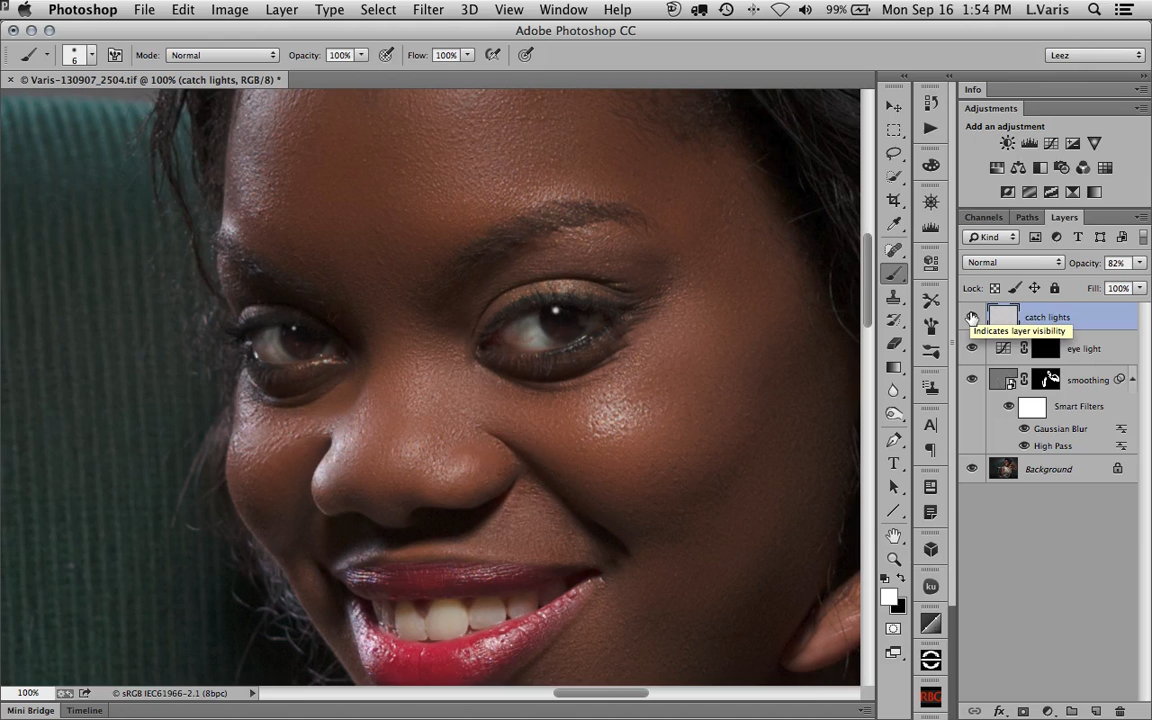 Photoshop File Edit Image Layer Type Select Filter 3D View Window Help 99% Mon Sep 16 1:54 PM L.Varis
Adobe Photoshop CC
6 Mode: Normal Opacity: 100% Flow: 100% Leez
× © Varis-130907_2504.tif @ 100% (catch lights, RGB/8) *
Info
Adjustments
Add an adjustment
Channels Paths Layers
Kind
Normal Opacity: 82%
Lock: Fill: 100%
catch lights
Indicates layer visibility
eye light
smoothing
Smart Filters
Gaussian Blur
High Pass
Background
A
T
ku
RBG
100% © sRGB IEC61966-2.1 (8bpc)
fx
Mini Bridge Timeline